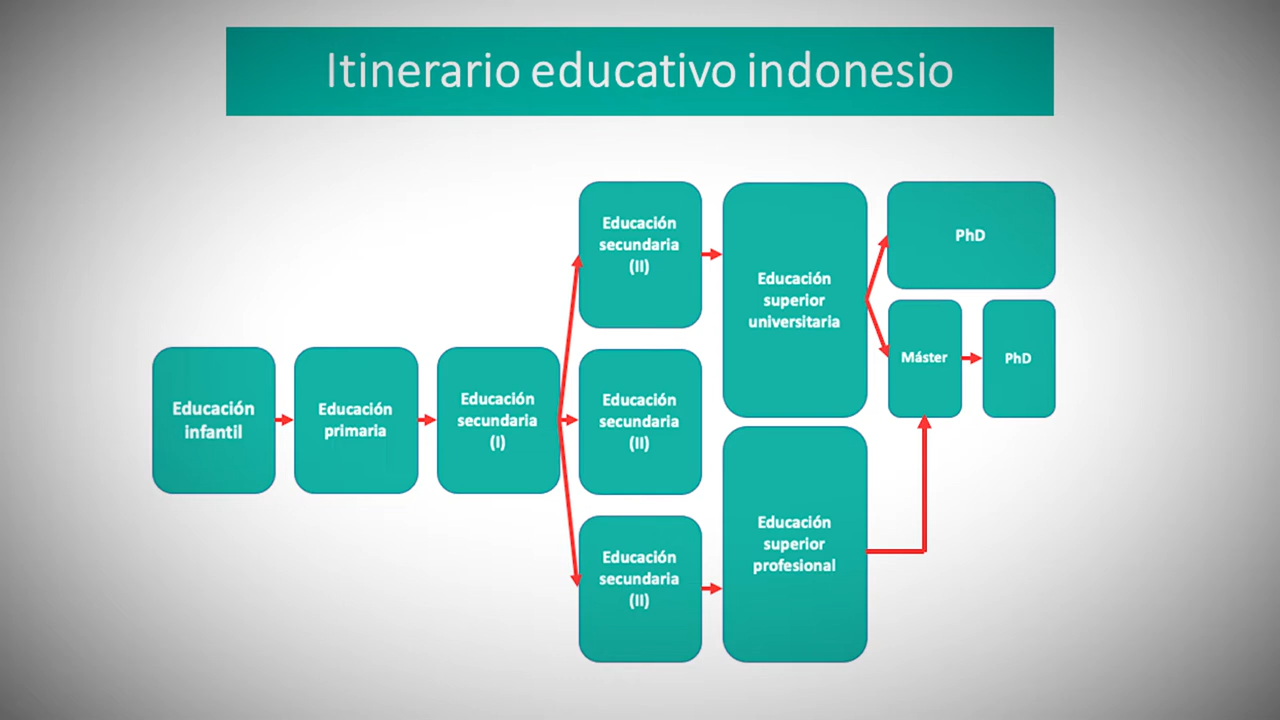 Itinerario educativo indonesio
Educación
infantil
Educación
primaria
Educación
secundaria
(I)
Educación
secundaria
(II)
Educación
secundaria
(II)
Educación
secundaria
(II)
Educación
superior
universitaria
Educación
superior
profesional
PhD
Máster
PhD